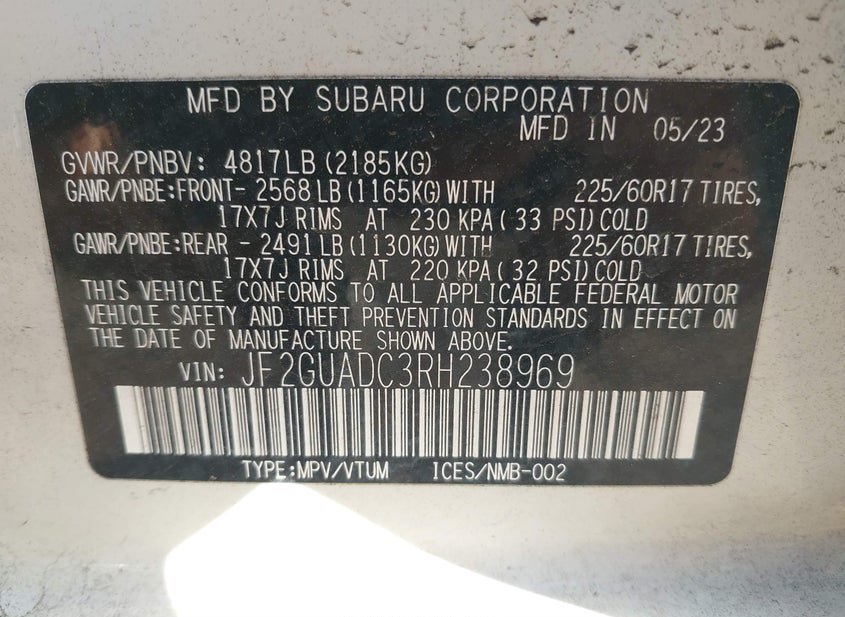 MFD BY SUBARU CORPORATION
MFD IN 05/23
GVWR/PNBV: 4817LB (2185KG)
GAWR/PNBE:FRONT- 2568 LB (1165KG) WITH 225/60R17 TIRES,
17X7J RIMS AT 230 KPA ( 33 PSI) COLD
GAWR/PNBE:REAR - 2491 LB (1130KG) WITH 225/60R17 TIRES,
17X7J RIMS AT 220 KPA ( 32 PSI) COLD
THIS VEHICLE CONFORMS TO ALL APPLICABLE FEDERAL MOTOR
VEHICLE SAFETY AND THEFT PREVENTION STANDARDS IN EFFECT ON
THE DATE OF MANUFACTURE SHOWN ABOVE.
VIN: JF2GUADC3RH238969
TYPE:MPV/VTUM ICES/NMB-002